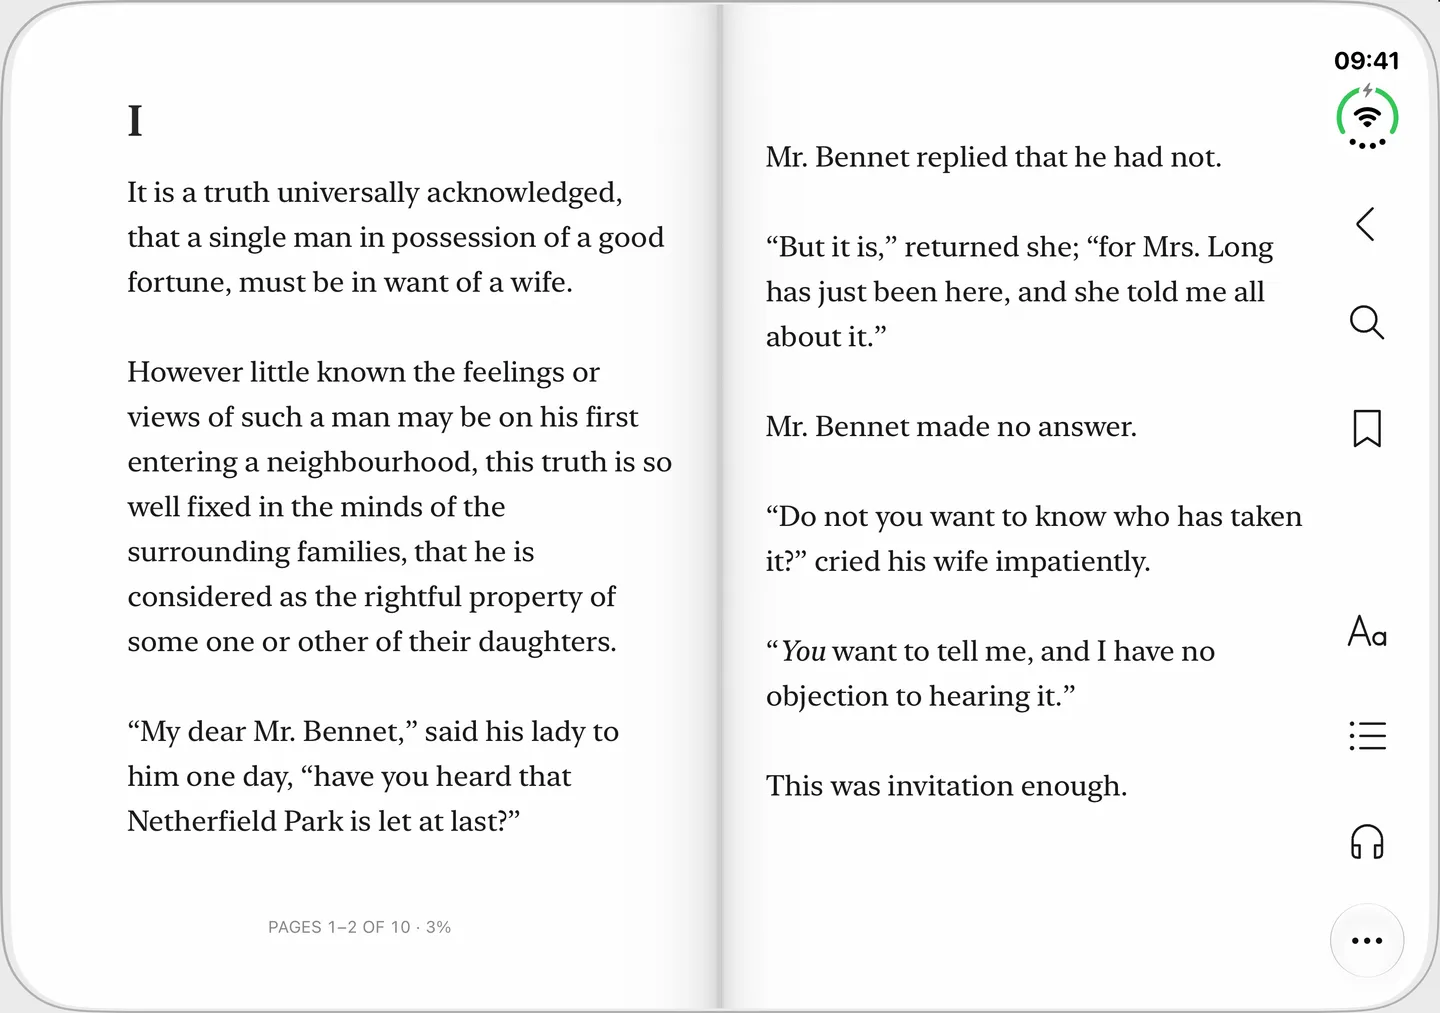 I
It is a truth universally acknowledged,
that a single man in possession of a good
fortune, must be in want of a wife.
However little known the feelings or
views of such a man may be on his first
entering a neighbourhood, this truth is so
well fixed in the minds of the
surrounding families, that he is
considered as the rightful property of
some one or other of their daughters.
“My dear Mr. Bennet,” said his lady to
him one day, “have you heard that
Netherfield Park is let at last?”
PAGES 1–2 OF 10 · 3%
Mr. Bennet replied that he had not.
“But it is,” returned she; “for Mrs. Long
has just been here, and she told me all
about it.”
Mr. Bennet made no answer.
“Do not you want to know who has taken
it?” cried his wife impatiently.
“You want to tell me, and I have no
objection to hearing it.”
This was invitation enough.
09:41
Aa